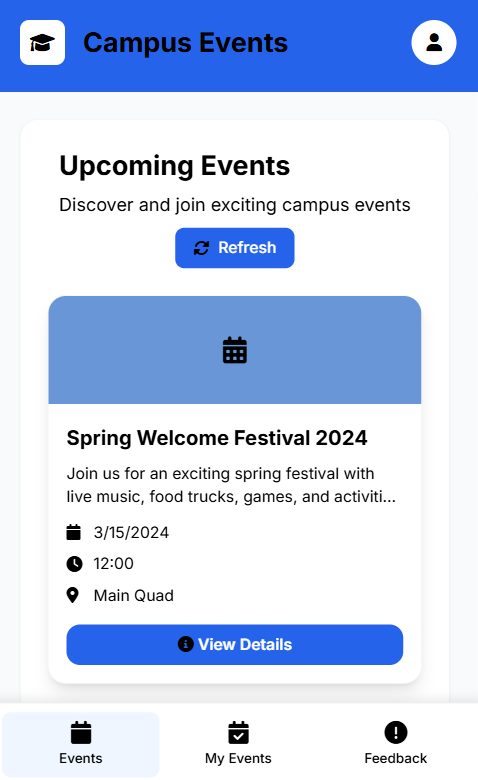 Campus Events
Upcoming Events
Discover and join exciting campus events
Refresh
Spring Welcome Festival 2024
Join us for an exciting spring festival with
live music, food trucks, games, and activiti...
3/15/2024
12:00
Main Quad
View Details
Events
My Events
Feedback